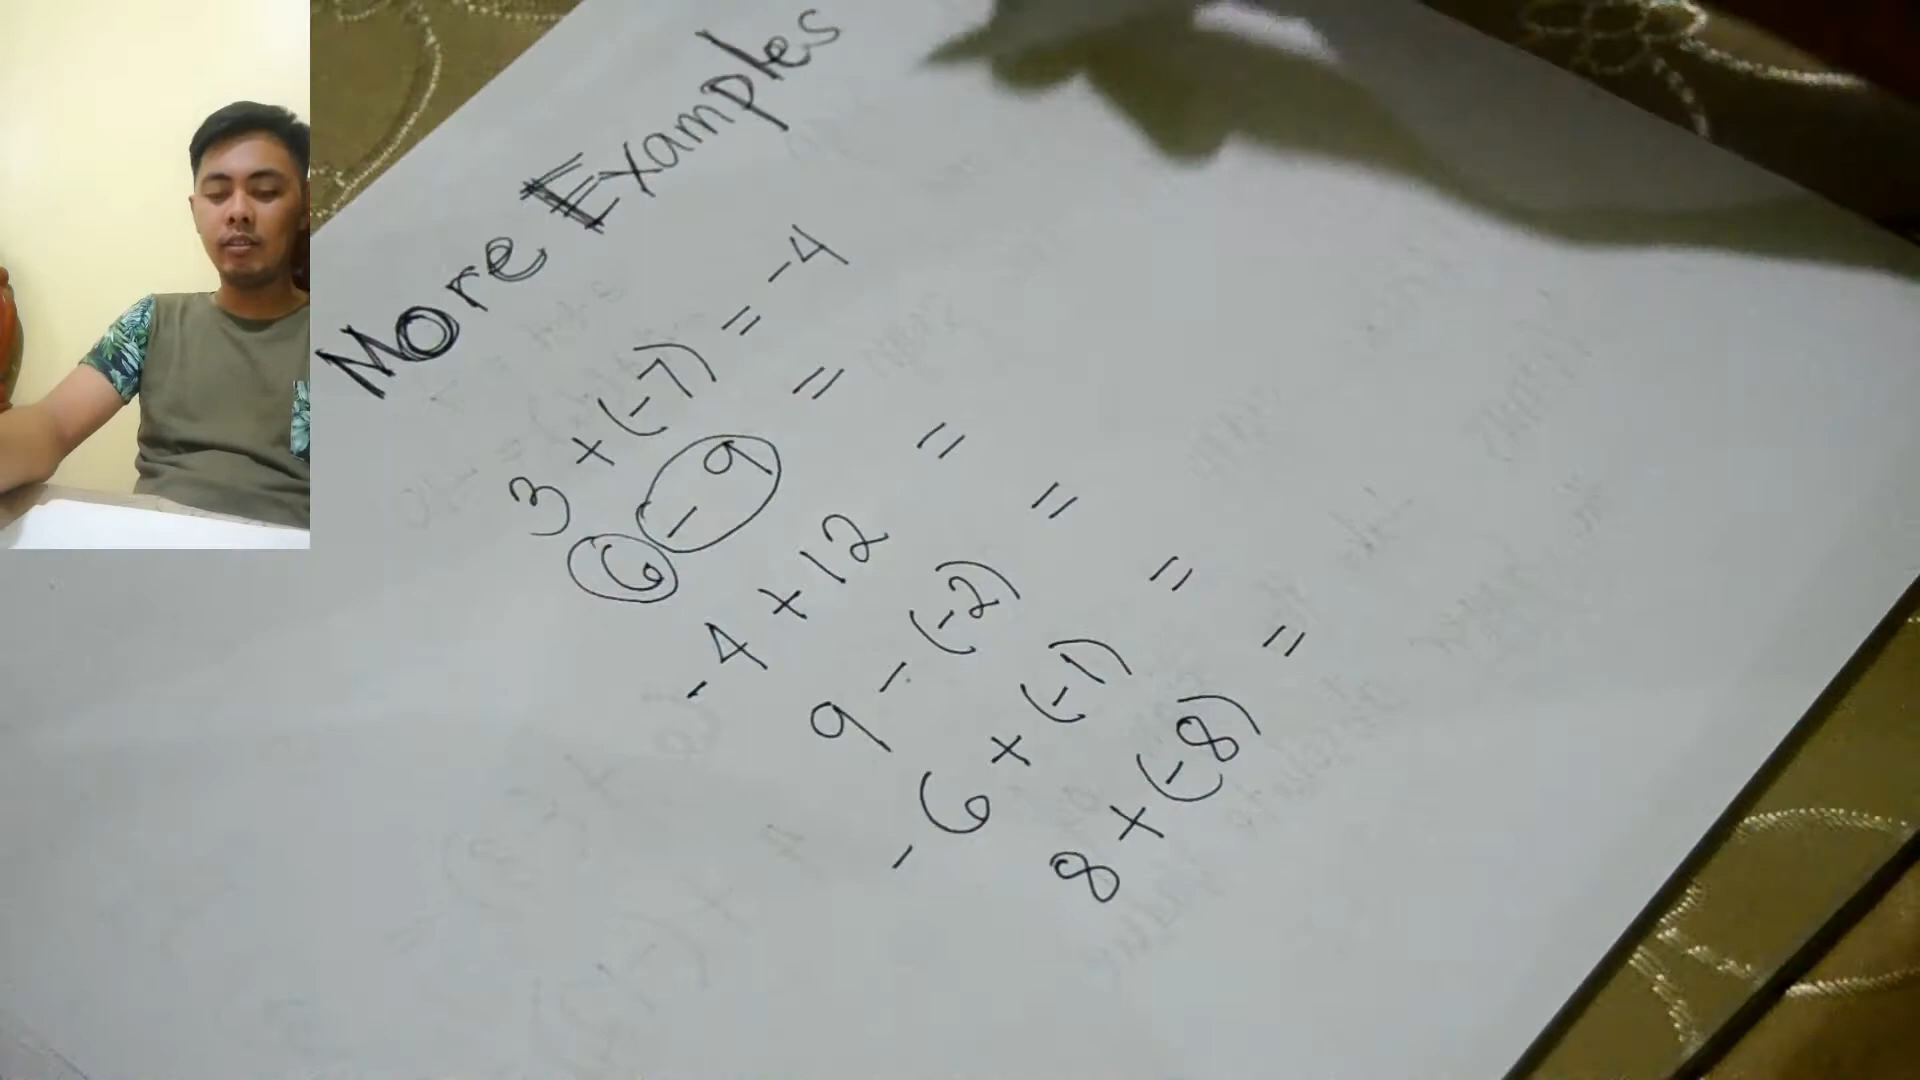 More Examples
3 + (-7) = -4
6 - 9 =
-4 + 12 =
9 - (-2) =
-6 + (-1) =
8 + (-8) =